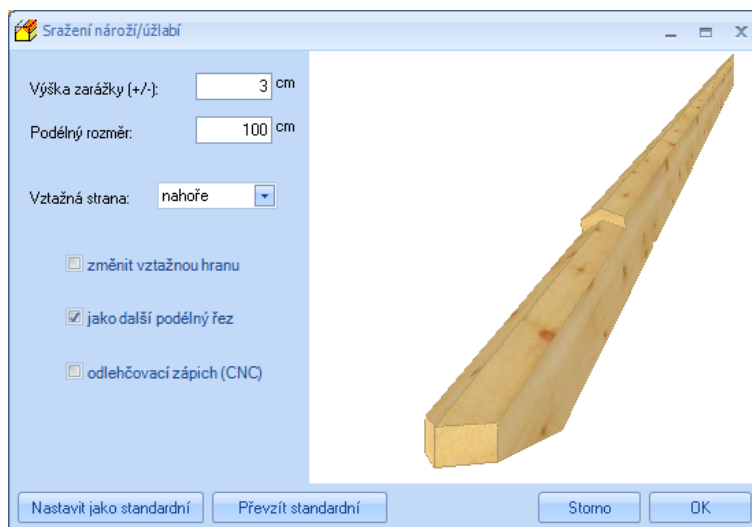 Sražení nároží/úžlabí
Výška zarážky (+/-): 3 cm
Podélný rozměr: 100 cm
Vztažná strana: nahoře
změnit vztažnou hranu
jako další podélný řez
odlehčovací zápich (CNC)
Nastavit jako standardní Převzít standardní Storno OK